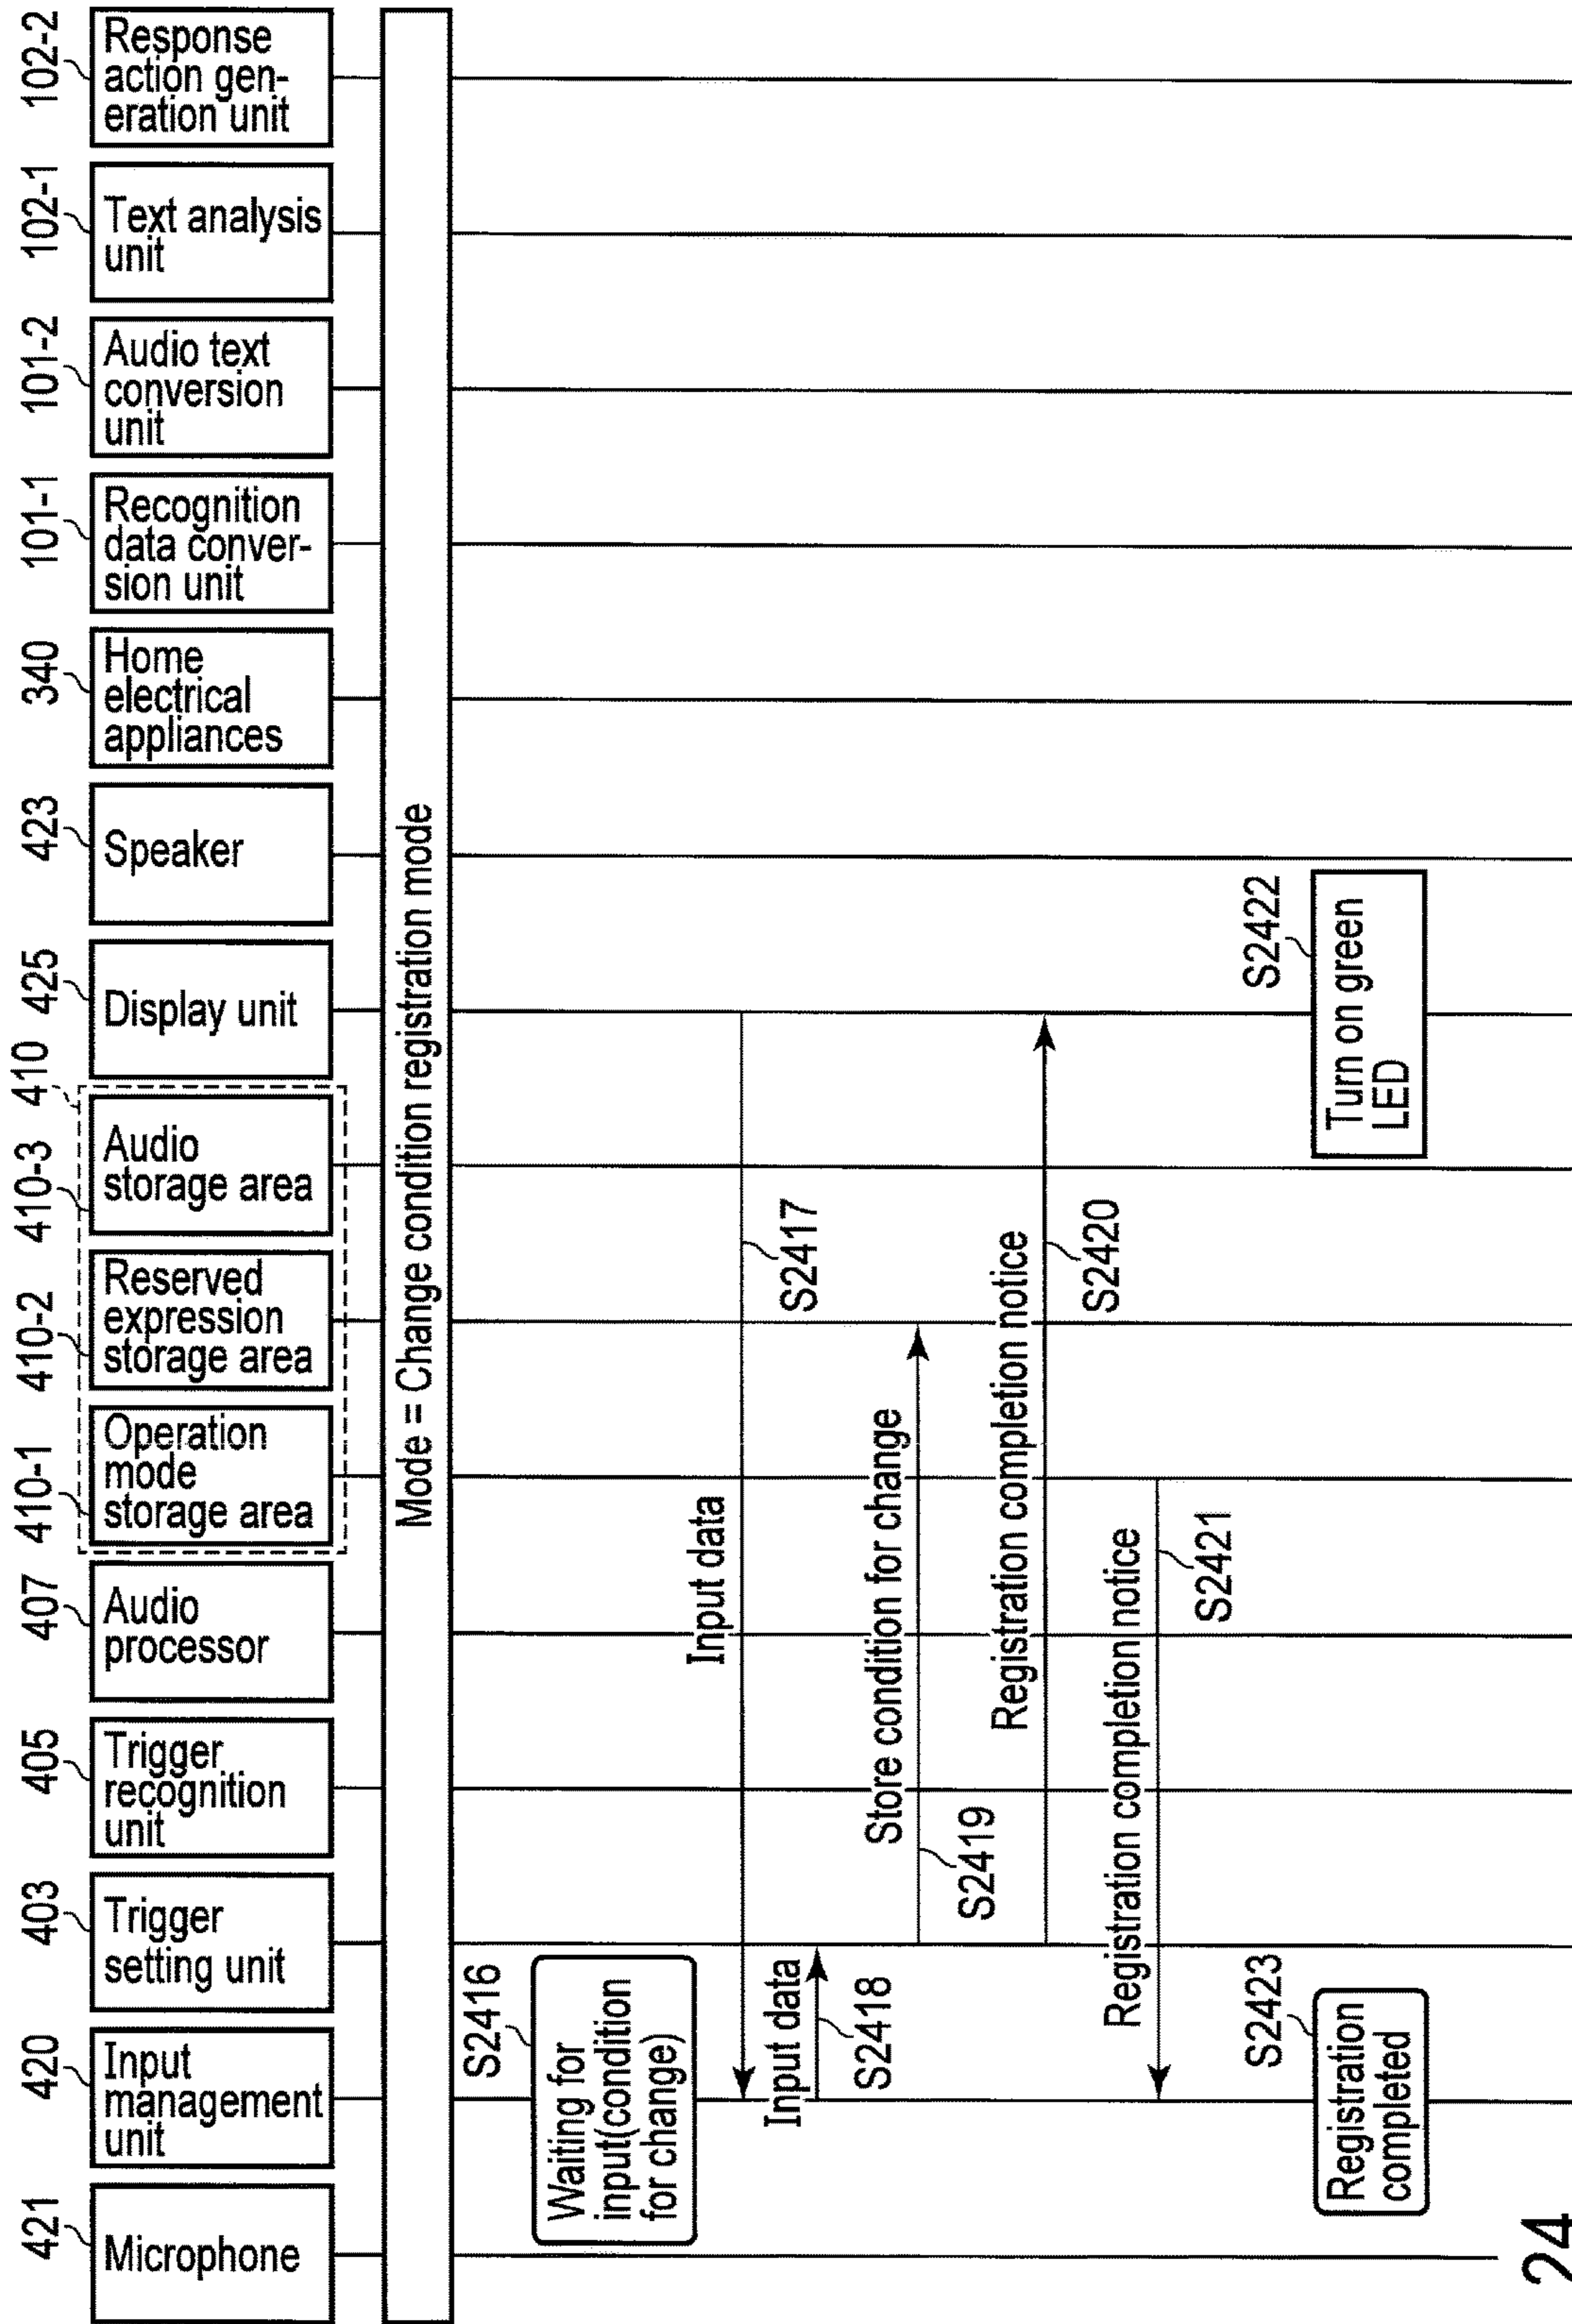 421
Microphone
420
Input
management
unit
403
Trigger
setting unit
405
Trigger
recognition
unit
407
Audio
processor
410-1
Operation
mode
storage area
410-2
Reserved
expression
storage area
410-3
Audio
storage area
410
425
Display unit
423
Speaker
340
Home
electrical
appliances
101-1
Recognition
data conver-
sion unit
101-2
Audio text
conversion
unit
102-1
Text analysis
unit
102-2
Response
action gen-
eration unit
Mode = Change condition registration mode
S2416
Waiting for
input(condition
for change)
Input data
S2417
Input data
S2418
Store condition for change
S2419
Registration completion notice
S2420
Registration completion notice
S2421
S2422
Turn on green
LED
S2423
Registration
completed
24